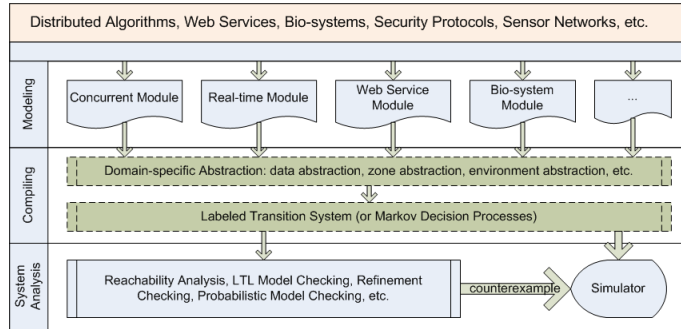 Distributed Algorithms, Web Services, Bio-systems, Security Protocols, Sensor Networks, etc.
Modeling
Concurrent Module
Real-time Module
Web Service
Module
Bio-system
Module
...
Compiling
Domain-specific Abstraction: data abstraction, zone abstraction, environment abstraction, etc.
Labeled Transition System (or Markov Decision Processes)
System
Analysis
Reachability Analysis, LTL Model Checking, Refinement
Checking, Probabilistic Model Checking, etc.
counterexample
Simulator